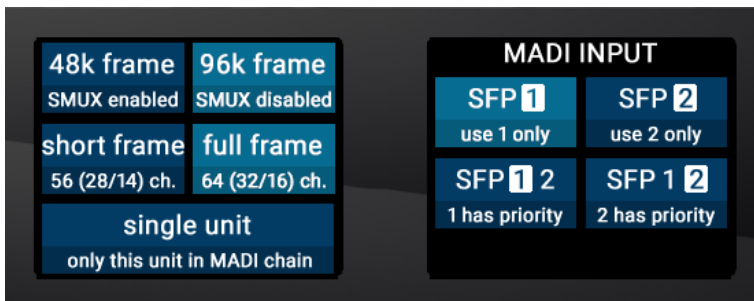 48k frame
SMUX enabled
96k frame
SMUX disabled
short frame
56 (28/14) ch.
full frame
64 (32/16) ch.
single unit
only this unit in MADI chain
MADI INPUT
SFP 1
use 1 only
SFP 2
use 2 only
SFP 1 2
1 has priority
SFP 1 2
2 has priority